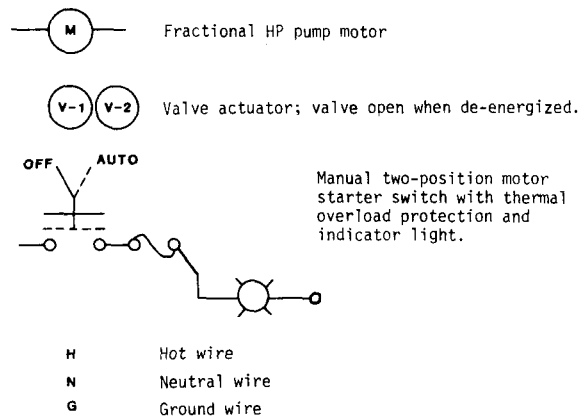 M Fractional HP pump motor
V-1 V-2 Valve actuator; valve open when de-energized.
OFF AUTO
Manual two-position motor
starter switch with thermal
overload protection and
indicator light.
H Hot wire
N Neutral wire
G Ground wire